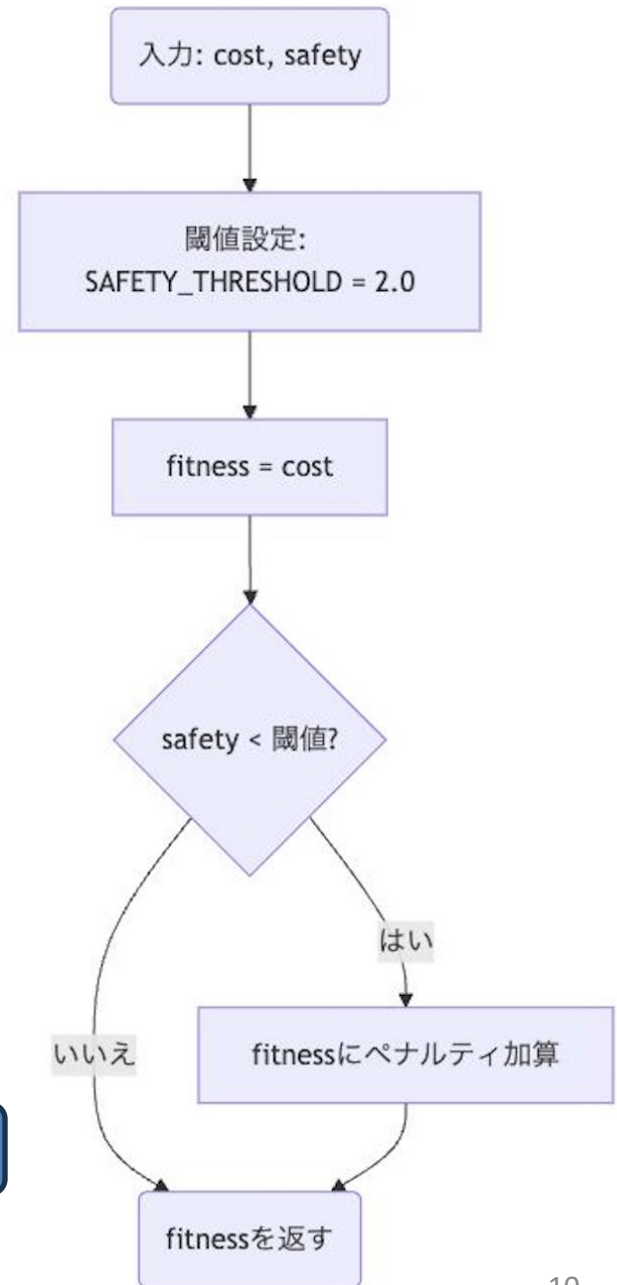 入力: cost, safety
閾値設定:
SAFETY_THRESHOLD = 2.0
fitness = cost
safety < 閾値?
はい
いいえ
fitnessにペナルティ加算
fitnessを返す